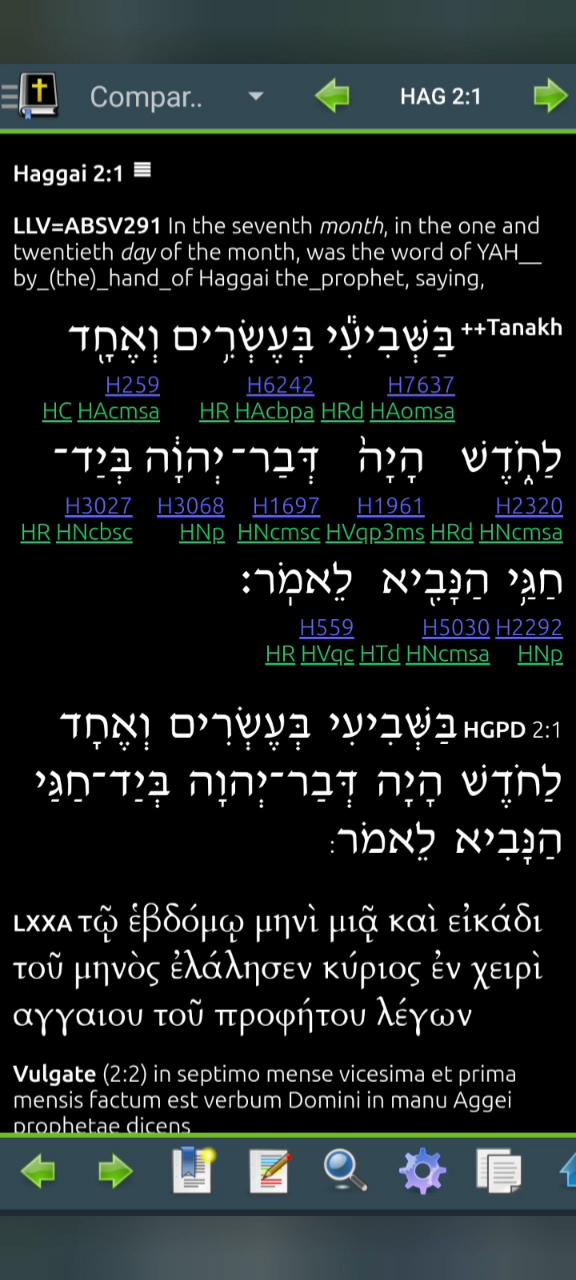 Compar..
HAG 2:1
Haggai 2:1
LLV=ABSV291 In the seventh month, in the one and
twentieth day of the month, was the word of YAH__
by_(the)_hand_of Haggai the_prophet, saying,
++Tanakh בַּשְּׁבִיעִ֕י בְּעֶשְׂרִ֥ים וְאֶחָ֖ד
H259 H6242 H7637
HC HAcmsa HR HAcbpa HRd HAomsa
לַחֹ֑דֶשׁ הָיָה֙ דְּבַר־ יְהוָ֔ה בְּיַד־
H3027 H3068 H1697 H1961 H2320
HR HNcbsc HNp HNcmsc HVqp3ms HRd HNcmsa
חַגַּ֥י הַנָּבִ֖יא לֵאמֹֽר׃
H559 H5030 H2292
HR HVqc HTd HNcmsa HNp
HGPD 2:1 בַּשְּׁבִיעִי בְּעֶשְׂרִים וְאֶחָד
לַחֹדֶשׁ הָיָה דְּבַר־יְהוָה בְּיַד־חַגַּי
הַנָּבִיא לֵאמֹר׃
LXXA τῷ ἑβδόμῳ μηνὶ μιᾷ καὶ εἰκάδι
τοῦ μηνὸς ἐλάλησεν κύριος ἐν χειρὶ
αγγαιου τοῦ προφήτου λέγων
Vulgate (2:2) in septimo mense vicesima et prima
mensis factum est verbum Domini in manu Aggei
prophetae dicens